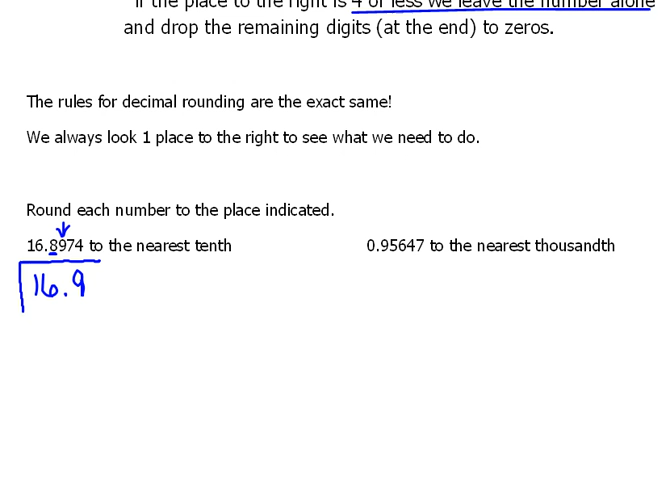 if the place to the right is 4 or less we leave the number alone
and drop the remaining digits (at the end) to zeros.
The rules for decimal rounding are the exact same!
We always look 1 place to the right to see what we need to do.
Round each number to the place indicated.
16.8974 to the nearest tenth 0.95647 to the nearest thousandth
16.9